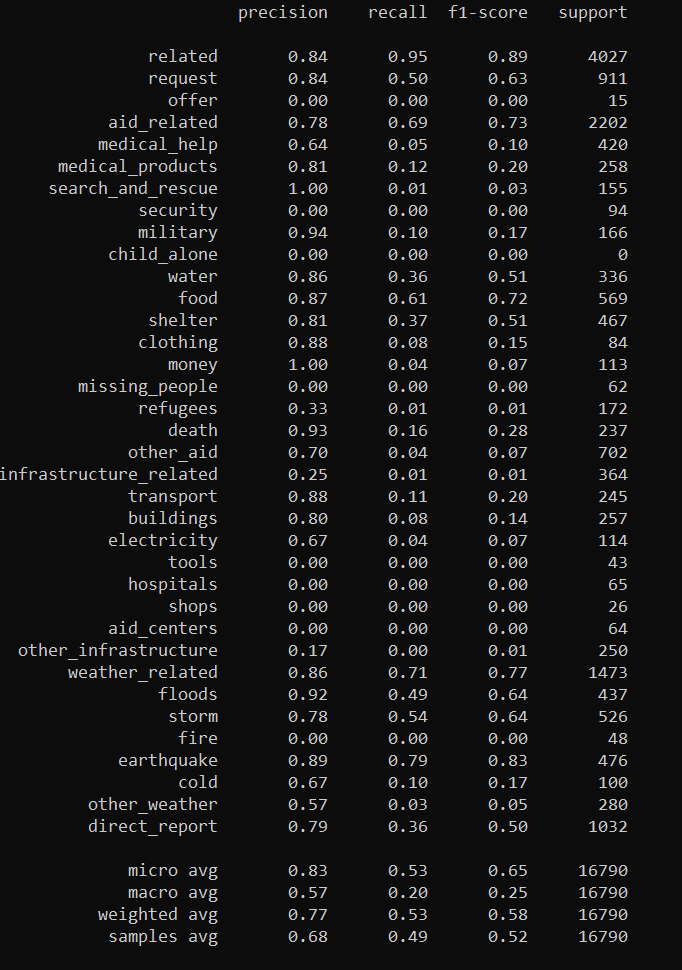 precision recall f1-score support
related 0.84 0.95 0.89 4027
request 0.84 0.50 0.63 911
offer 0.00 0.00 0.00 15
aid_related 0.78 0.69 0.73 2202
medical_help 0.64 0.05 0.10 420
medical_products 0.81 0.12 0.20 258
search_and_rescue 1.00 0.01 0.03 155
security 0.00 0.00 0.00 94
military 0.94 0.10 0.17 166
child_alone 0.00 0.00 0.00 0
water 0.86 0.36 0.51 336
food 0.87 0.61 0.72 569
shelter 0.81 0.37 0.51 467
clothing 0.88 0.08 0.15 84
money 1.00 0.04 0.07 113
missing_people 0.00 0.00 0.00 62
refugees 0.33 0.01 0.01 172
death 0.93 0.16 0.28 237
other_aid 0.70 0.04 0.07 702
infrastructure_related 0.25 0.01 0.01 364
transport 0.88 0.11 0.20 245
buildings 0.80 0.08 0.14 257
electricity 0.67 0.04 0.07 114
tools 0.00 0.00 0.00 43
hospitals 0.00 0.00 0.00 65
shops 0.00 0.00 0.00 26
aid_centers 0.00 0.00 0.00 64
other_infrastructure 0.17 0.00 0.01 250
weather_related 0.86 0.71 0.77 1473
floods 0.92 0.49 0.64 437
storm 0.78 0.54 0.64 526
fire 0.00 0.00 0.00 48
earthquake 0.89 0.79 0.83 476
cold 0.67 0.10 0.17 100
other_weather 0.57 0.03 0.05 280
direct_report 0.79 0.36 0.50 1032
micro avg 0.83 0.53 0.65 16790
macro avg 0.57 0.20 0.25 16790
weighted avg 0.77 0.53 0.58 16790
samples avg 0.68 0.49 0.52 16790